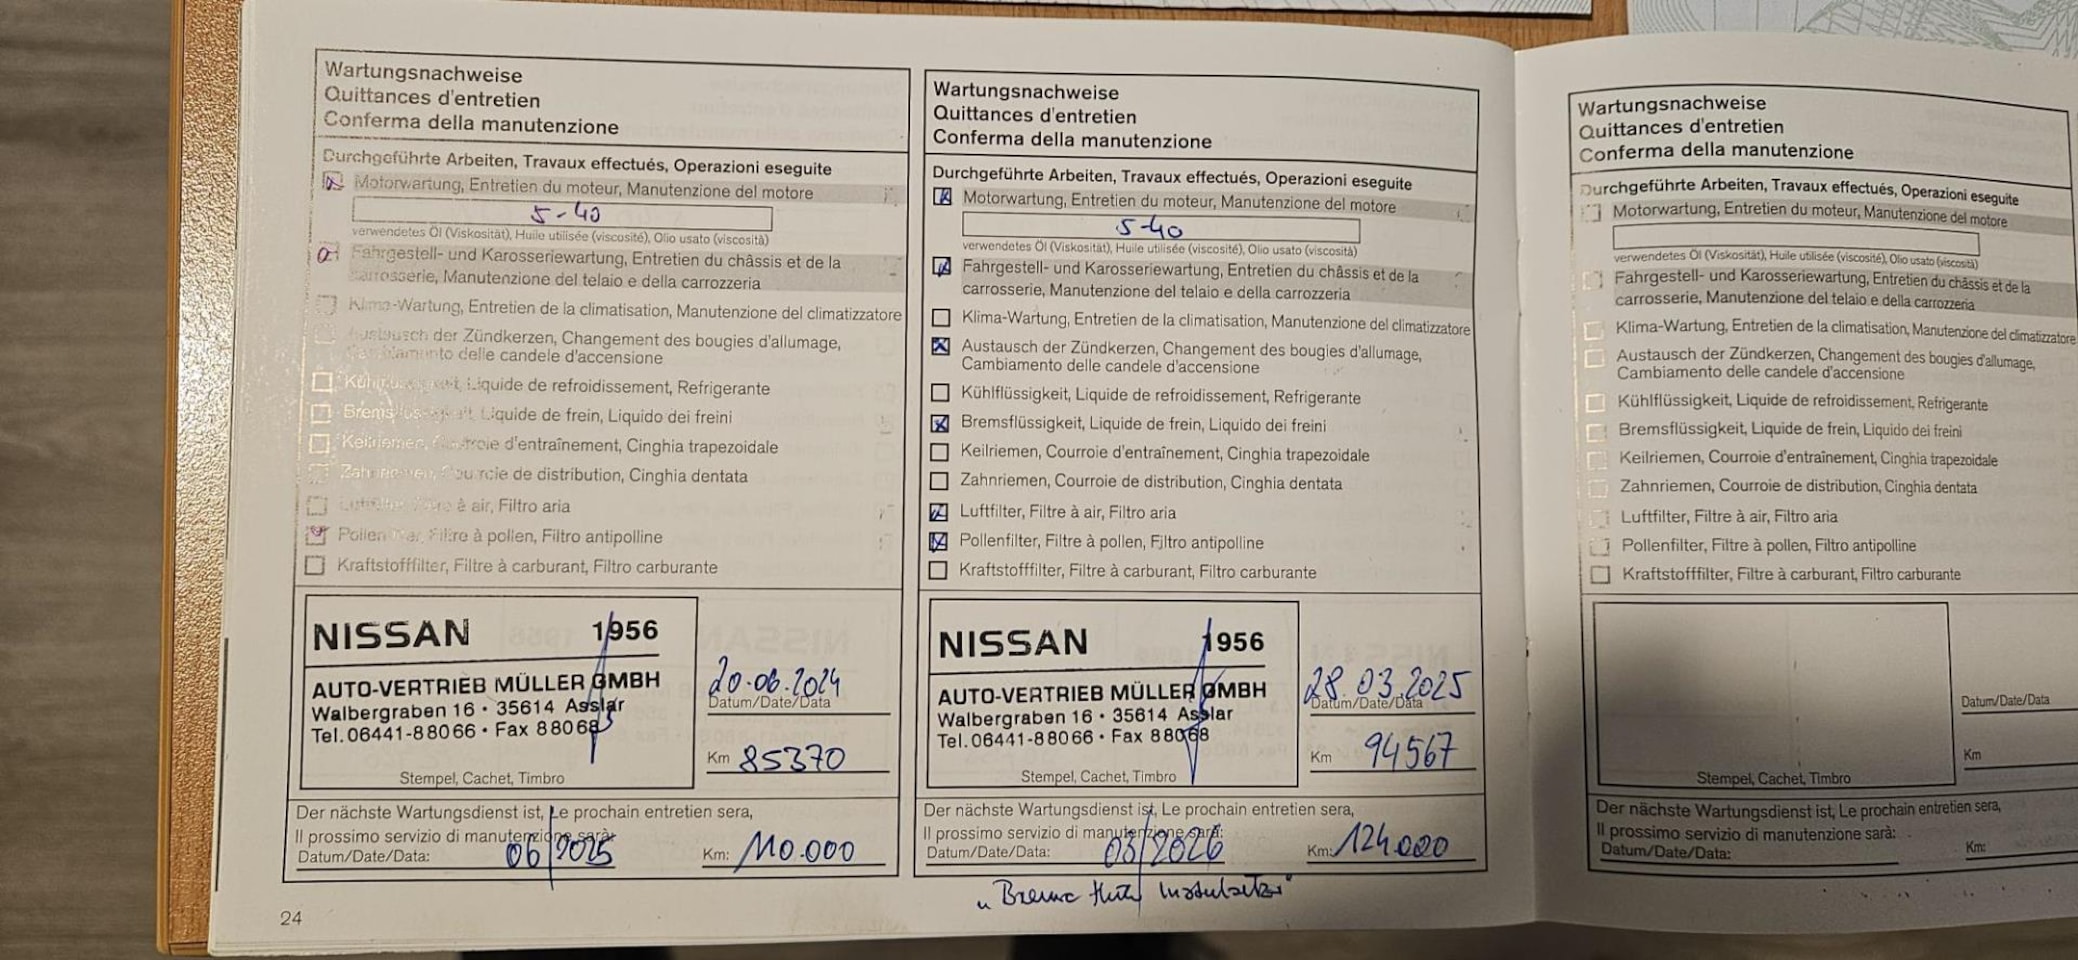 Wartungsnachweise
Quittances d'entretien
Conferma della manutenzione
Durchgeführte Arbeiten, Travaux effectués, Operazioni eseguite
Motorwartung, Entretien du moteur, Manutenzione del motore
5-40
verwendetes Öl (Viskosität), Huile utilisée (viscosité), Olio usato (viscosità)
Fahrgestell- und Karosseriewartung, Entretien du châssis et de la
carrosserie, Manutenzione del telaio e della carrozzeria
Klima-Wartung, Entretien de la climatisation, Manutenzione del climatizzatore
Austausch der Zündkerzen, Changement des bougies d'allumage,
Cambiamento delle candele d'accensione
Kühlflüssigkeit, Liquide de refroidissement, Refrigerante
Bremsflüssigkeit, Liquide de frein, Liquido dei freini
Keilriemen, Courroie d'entraînement, Cinghia trapezoidale
Zahnriemen, Courroie de distribution, Cinghia dentata
Luftfilter, Filtre à air, Filtro aria
Pollenfilter, Filtre à pollen, Filtro antipolline
Kraftstofffilter, Filtre à carburant, Filtro carburante
NISSAN 1956
AUTO-VERTRIEB MÜLLER GMBH
Walbergraben 16 • 35614 Asslar
Tel. 06441-88066 • Fax 88068
Stempel, Cachet, Timbro
20.06.2024
Datum/Date/Data
Km 85370
Der nächste Wartungsdienst ist, Le prochain entretien sera,
Il prossimo servizio di manutenzione sarà:
Datum/Date/Data: 06/2025 Km: 110.000
24
Wartungsnachweise
Quittances d'entretien
Conferma della manutenzione
Durchgeführte Arbeiten, Travaux effectués, Operazioni eseguite
Motorwartung, Entretien du moteur, Manutenzione del motore
5-40
verwendetes Öl (Viskosität), Huile utilisée (viscosité), Olio usato (viscosità)
Fahrgestell- und Karosseriewartung, Entretien du châssis et de la
carrosserie, Manutenzione del telaio e della carrozzeria
Klima-Wartung, Entretien de la climatisation, Manutenzione del climatizzatore
Austausch der Zündkerzen, Changement des bougies d'allumage,
Cambiamento delle candele d'accensione
Kühlflüssigkeit, Liquide de refroidissement, Refrigerante
Bremsflüssigkeit, Liquide de frein, Liquido dei freini
Keilriemen, Courroie d'entraînement, Cinghia trapezoidale
Zahnriemen, Courroie de distribution, Cinghia dentata
Luftfilter, Filtre à air, Filtro aria
Pollenfilter, Filtre à pollen, Filtro antipolline
Kraftstofffilter, Filtre à carburant, Filtro carburante
NISSAN 1956
AUTO-VERTRIEB MÜLLER GMBH
Walbergraben 16 • 35614 Asslar
Tel. 06441-88066 • Fax 88068
Stempel, Cachet, Timbro
28.03.2025
Datum/Date/Data
Km 94567
Der nächste Wartungsdienst ist, Le prochain entretien sera,
Il prossimo servizio di manutenzione sarà:
Datum/Date/Data: 03/2026 Km: 124.000
Wartungsnachweise
Quittances d'entretien
Conferma della manutenzione
Durchgeführte Arbeiten, Travaux effectués, Operazioni eseguite
Motorwartung, Entretien du moteur, Manutenzione del motore
verwendetes Öl (Viskosität), Huile utilisée (viscosité), Olio usato (viscosità)
Fahrgestell- und Karosseriewartung, Entretien du châssis et de la
carrosserie, Manutenzione del telaio e della carrozzeria
Klima-Wartung, Entretien de la climatisation, Manutenzione del climatizzatore
Austausch der Zündkerzen, Changement des bougies d'allumage,
Cambiamento delle candele d'accensione
Kühlflüssigkeit, Liquide de refroidissement, Refrigerante
Bremsflüssigkeit, Liquide de frein, Liquido dei freini
Keilriemen, Courroie d'entraînement, Cinghia trapezoidale
Zahnriemen, Courroie de distribution, Cinghia dentata
Luftfilter, Filtre à air, Filtro aria
Pollenfilter, Filtre à pollen, Filtro antipolline
Kraftstofffilter, Filtre à carburant, Filtro carburante
Datum/Date/Data
Km
Stempel, Cachet, Timbro
Der nächste Wartungsdienst ist, Le prochain entretien sera,
Il prossimo servizio di manutenzione sarà:
Datum/Date/Data: Km: